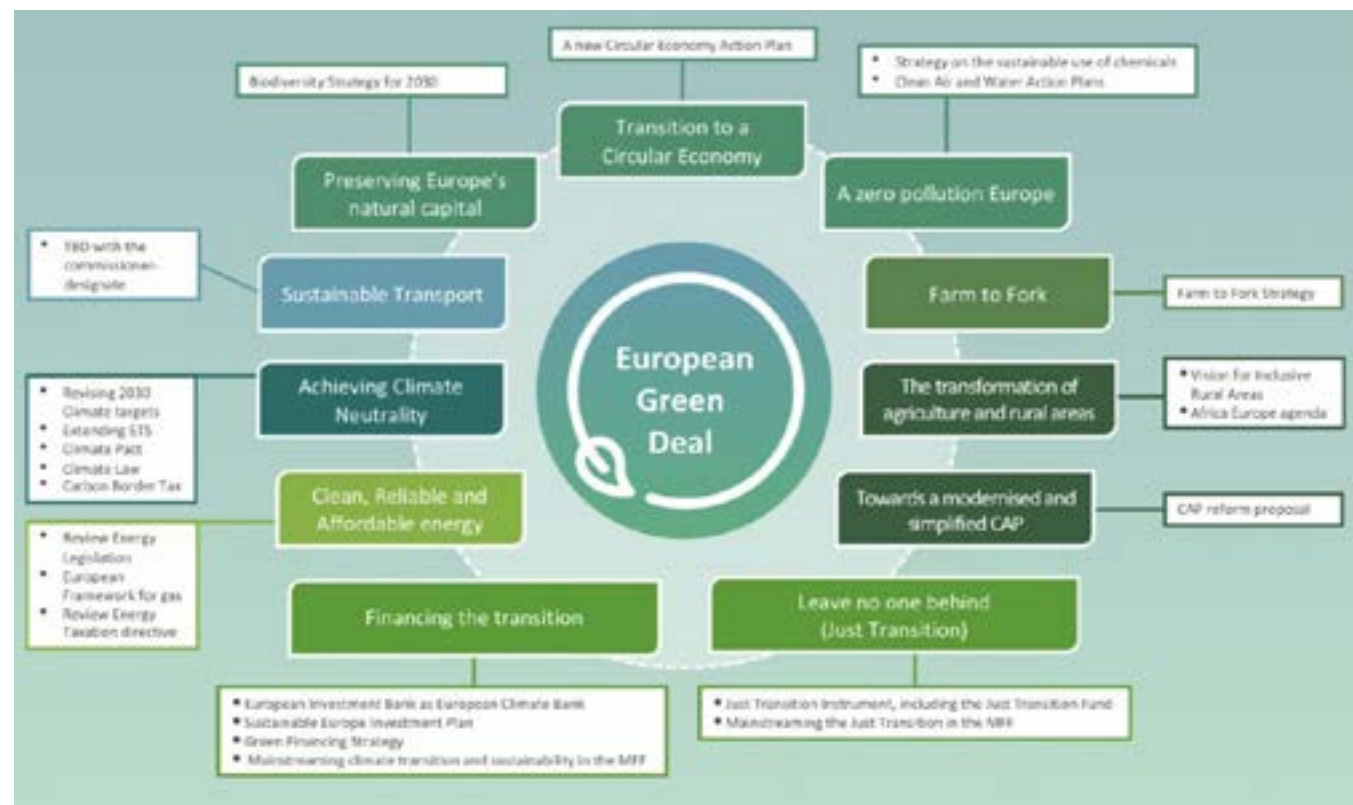 A new Circular Economy Action Plan
Biodiversity Strategy for 2030
• Strategy on the sustainable use of chemicals
• Clean Air and Water Action Plans
Transition to a
Circular Economy
Preserving Europe's
natural capital
A zero pollution Europe
• TBD with the
commissioner-
designate
Sustainable Transport
Farm to Fork
Farm to Fork Strategy
European
Green
Deal
• Revising 2030
Climate targets
• Extending ETS
• Climate Pact
• Climate Law
• Carbon Border Tax
Achieving Climate
Neutrality
The transformation of
agriculture and rural areas
• Vision for Inclusive
Rural Areas
• Africa Europe agenda
Clean, Reliable and
Affordable energy
Towards a modernised and
simplified CAP
CAP reform proposal
• Review Energy
Legislation
• European
Framework for gas
• Review Energy
Taxation directive
Financing the transition
Leave no one behind
(Just Transition)
• European Investment Bank as European Climate Bank
• Sustainable Europe Investment Plan
• Green Financing Strategy
• Mainstreaming climate transition and sustainability in the MFF
• Just Transition Instrument, including the Just Transition Fund
• Mainstreaming the Just Transition in the MFF